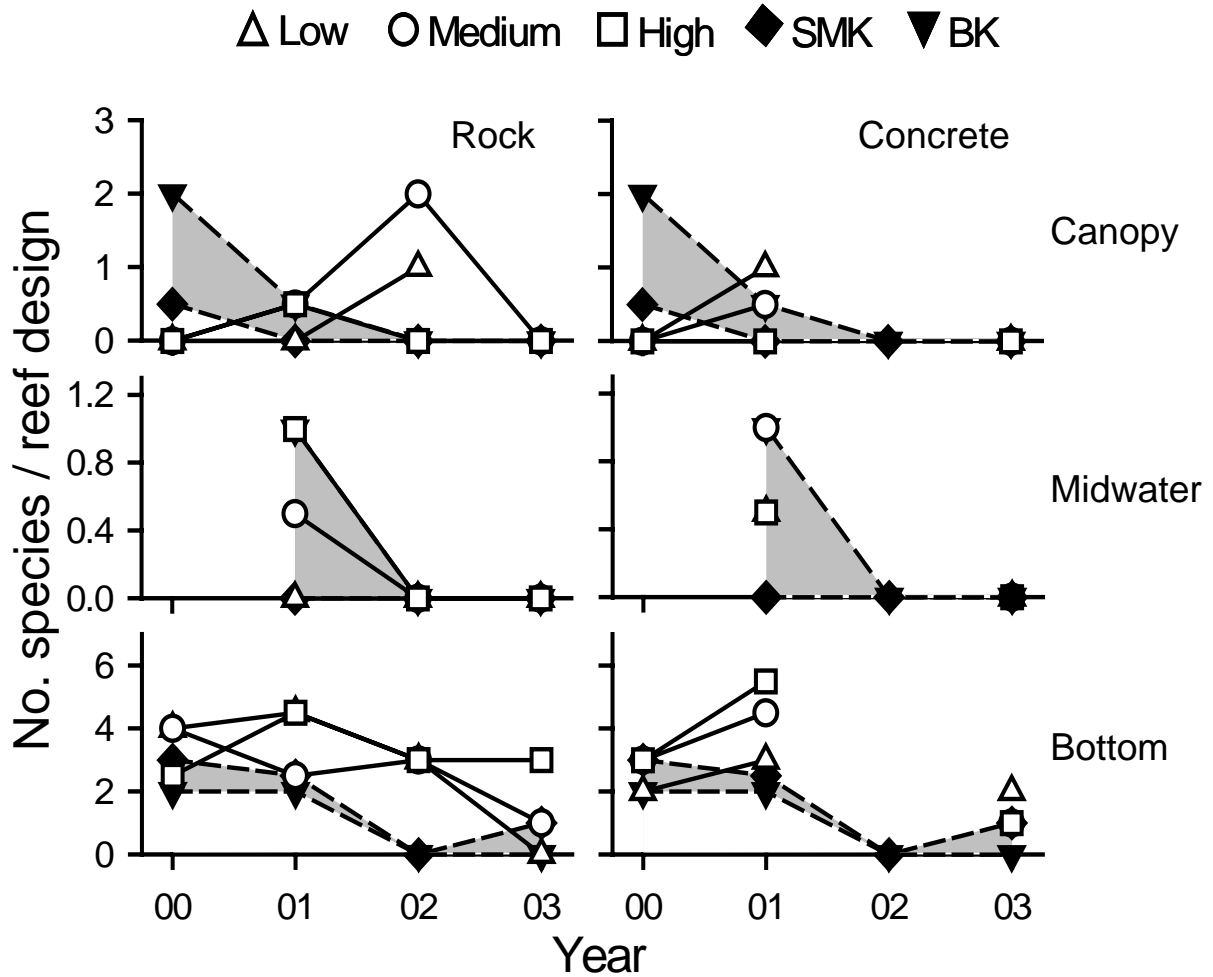 Low Medium High SMK BK
No. species / reef design
Rock
3
2
1
0
Concrete
Canopy
1.2
0.8
0.4
0.0
Midwater
6
4
2
0
Bottom
00 01 02 03
00 01 02 03
Year